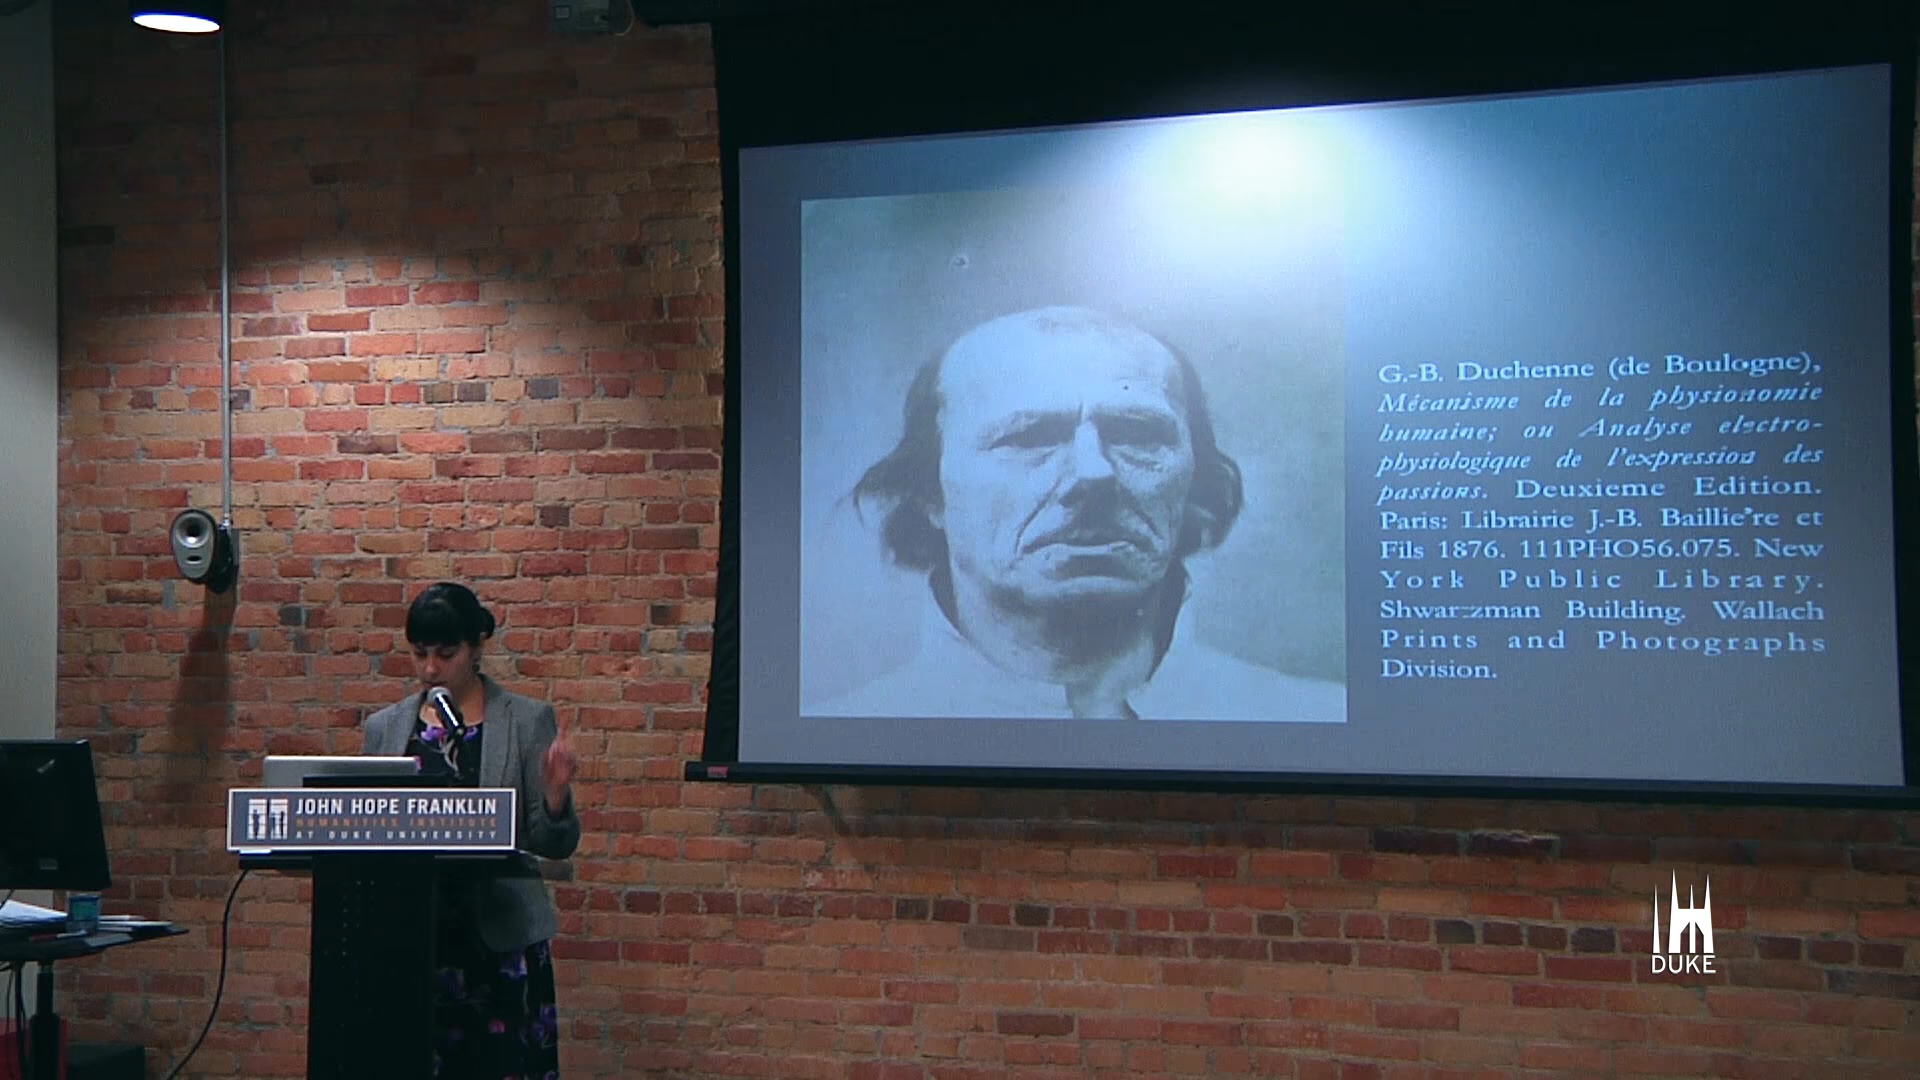 G.-B. Duchenne (de Boulogne),
Mécanisme de la physionomie
humaine; ou Analyse electro-
physiologique de l'expression des
passions. Deuxieme Edition.
Paris: Librairie J.-B. Baillie're et
Fils 1876. 111PHO56.075. New
York Public Library.
Shwarzzman Building. Wallach
Prints and Photographs
Division.
JOHN HOPE FRANKLIN
HUMANITIES INSTITUTE
AT DUKE UNIVERSITY
DUKE